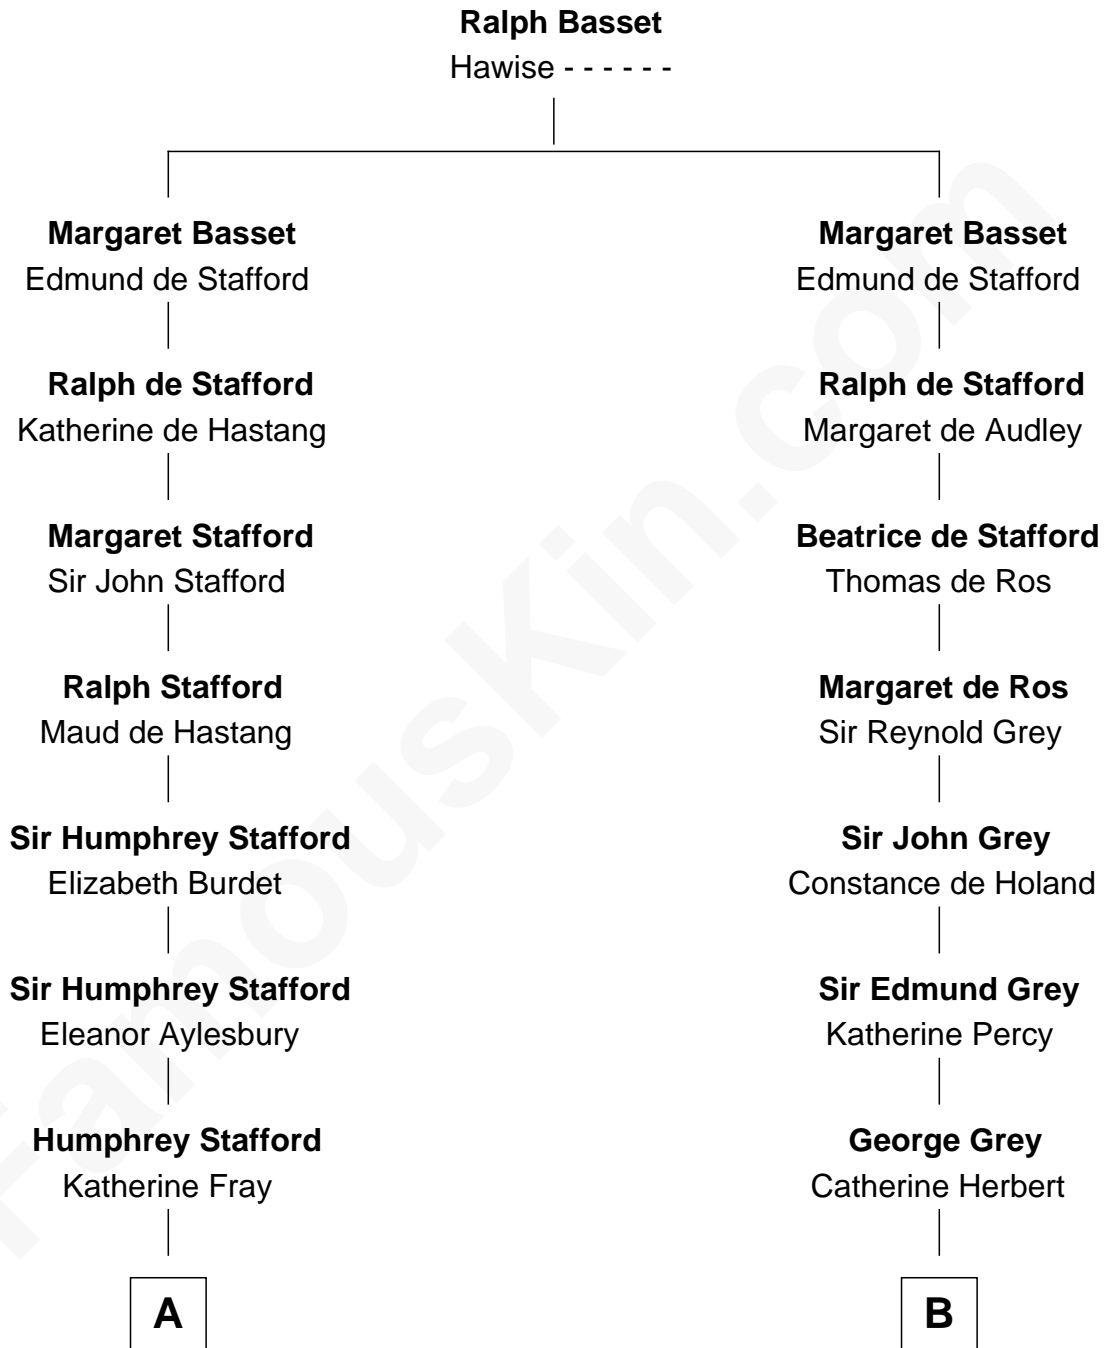 Ralph Basset
Hawise - - - - - -
Margaret Basset
Edmund de Stafford
Ralph de Stafford
Katherine de Hastang
Margaret Stafford
Sir John Stafford
Ralph Stafford
Maud de Hastang
Sir Humphrey Stafford
Elizabeth Burdet
Sir Humphrey Stafford
Eleanor Aylesbury
Humphrey Stafford
Katherine Fray
A
Margaret Basset
Edmund de Stafford
Ralph de Stafford
Margaret de Audley
Beatrice de Stafford
Thomas de Ros
Margaret de Ros
Sir Reynold Grey
Sir John Grey
Constance de Holand
Sir Edmund Grey
Katherine Percy
George Grey
Catherine Herbert
B
FamousKin.com